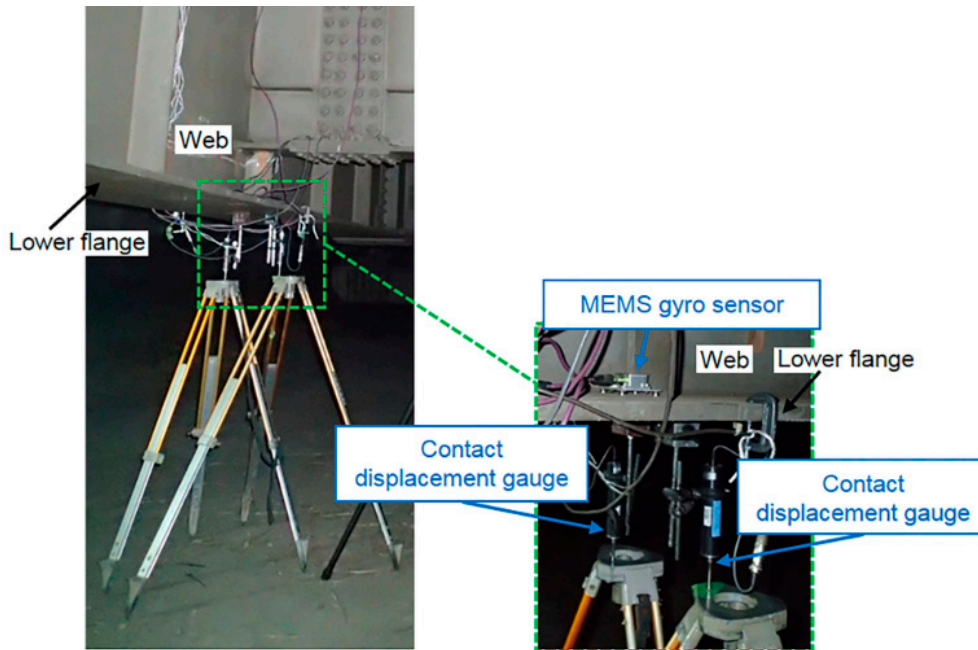 Web
Lower flange
MEMS gyro sensor
Web
Lower flange
Contact
displacement gauge
Contact
displacement gauge